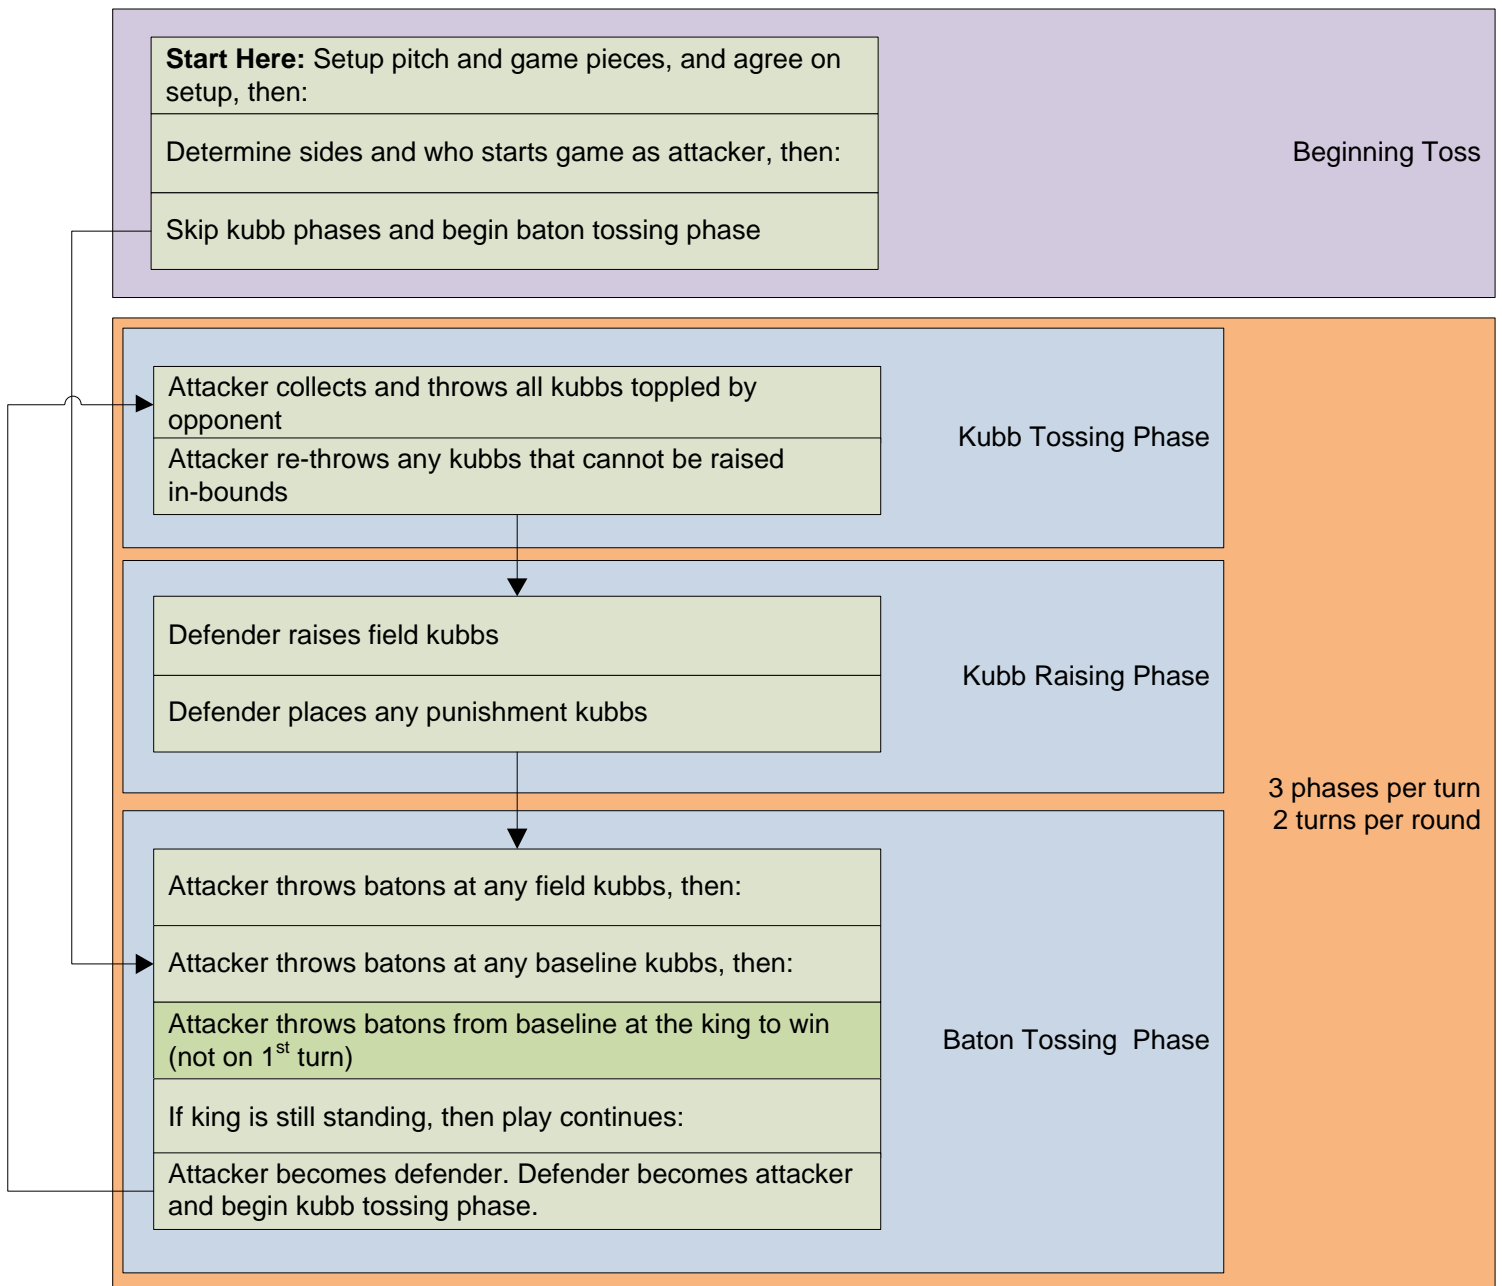 Start Here: Setup pitch and game pieces, and agree on
setup, then:
Determine sides and who starts game as attacker, then:
Beginning Toss
Skip kubb phases and begin baton tossing phase
Attacker collects and throws all kubbs toppled by
opponent
Kubb Tossing Phase
Attacker re-throws any kubbs that cannot be raised
in-bounds
Defender raises field kubbs
Kubb Raising Phase
Defender places any punishment kubbs
3 phases per turn
2 turns per round
Attacker throws batons at any field kubbs, then:
Attacker throws batons at any baseline kubbs, then:
Attacker throws batons from baseline at the king to win
(not on 1st turn)
Baton Tossing Phase
If king is still standing, then play continues:
Attacker becomes defender. Defender becomes attacker
and begin kubb tossing phase.